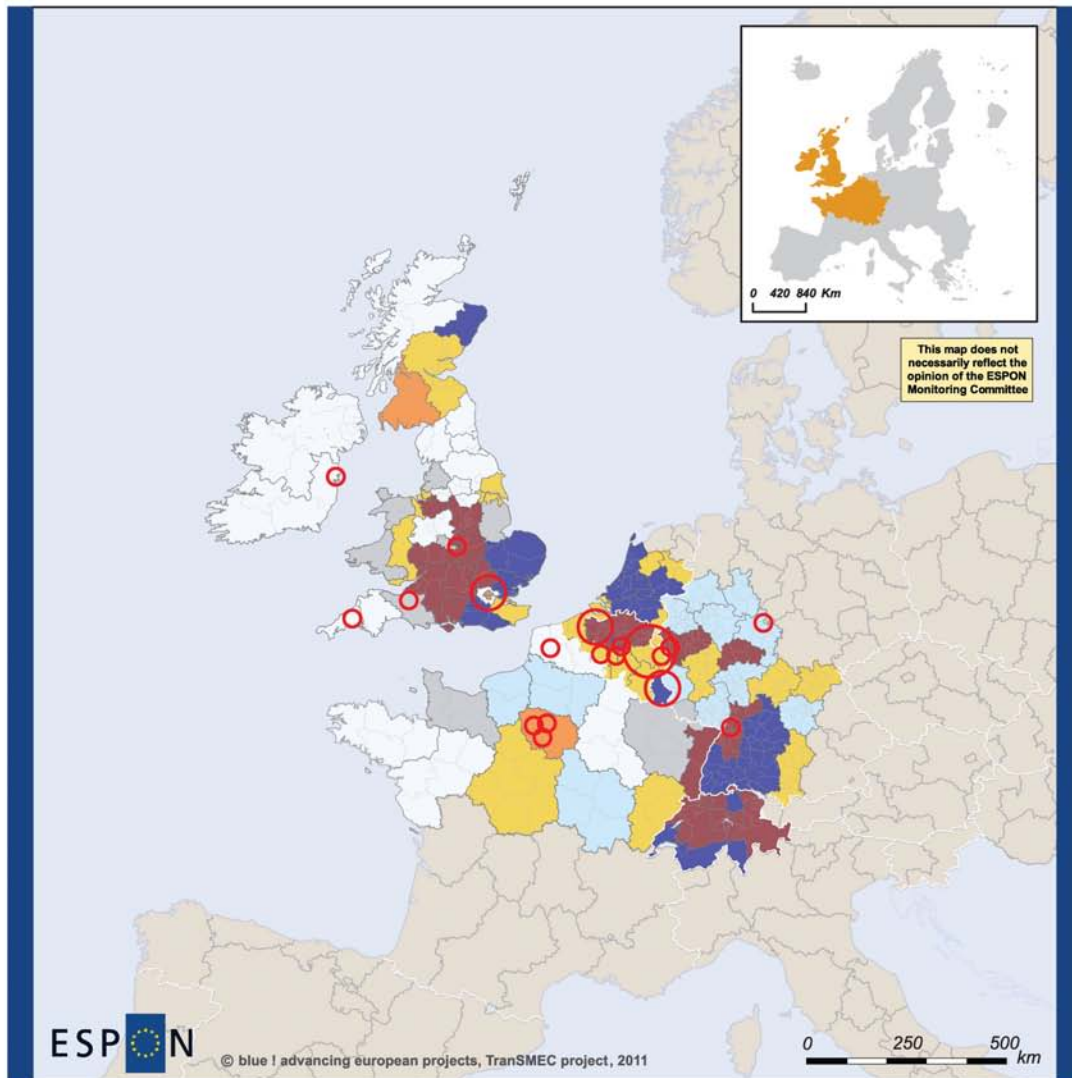 0 420 840 Km
This map does not
necessarily reflect the
opinion of the ESPON
Monitoring Committee
ESPON
© blue ! advancing european projects, TranSMEC project, 2011
0 250 500
km